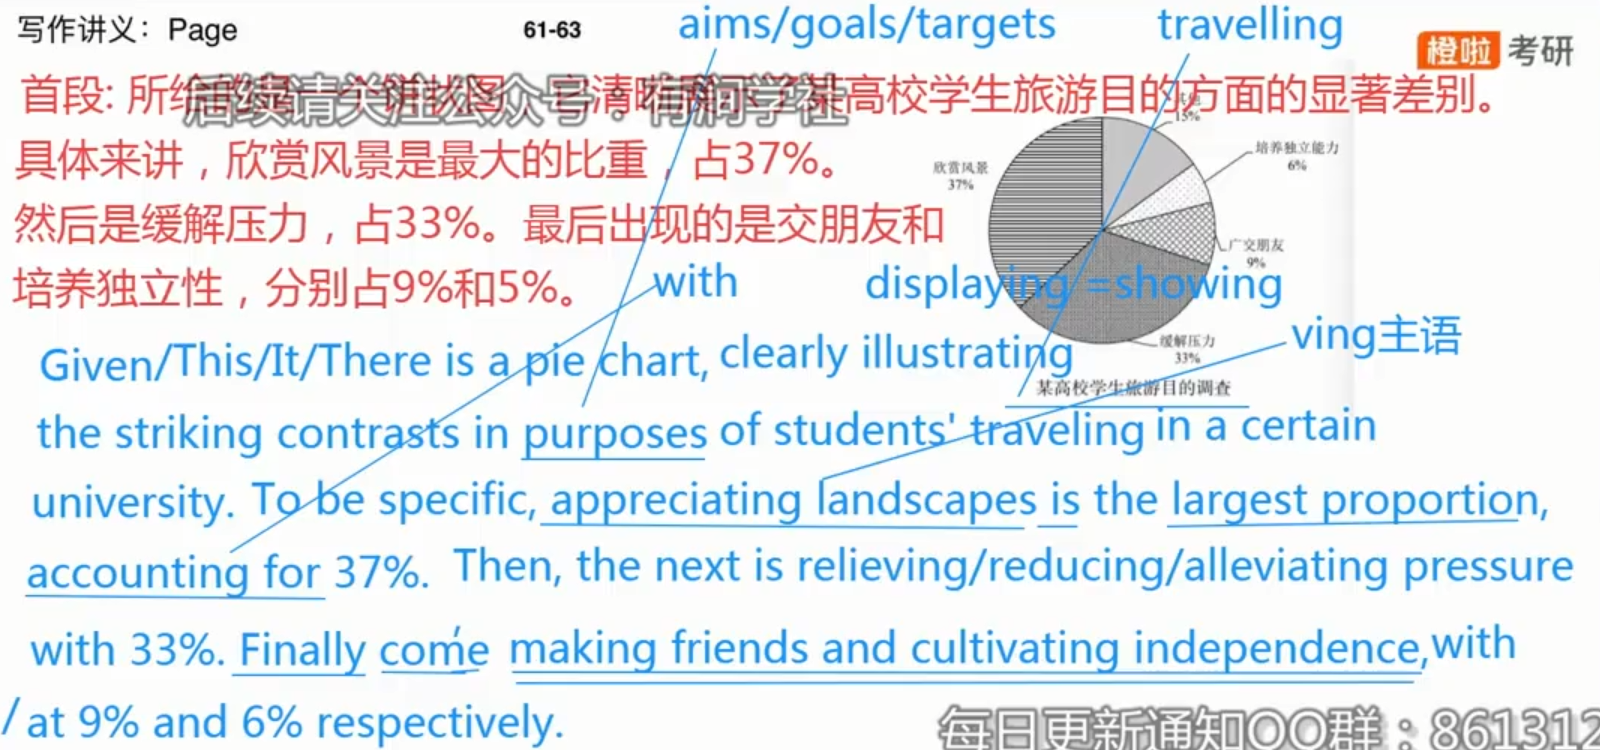 写作讲义：Page 61-63
aims/goals/targets travelling
橙啦 考研
首段: 所给 某高校学生旅游目的方面的显著差别。
后续请关注公众号：有润学社
具体来讲，欣赏风景是最大的比重，占37%。
然后是缓解压力，占33%。最后出现的是交朋友和
培养独立性，分别占9%和5%。
其他
15%
培养独立能力
6%
欣赏风景
37%
广交朋友
9%
缓解压力
33%
某高校学生旅游目的的调查
with displaying =showing
ving主语
Given/This/It/There is a pie chart, clearly illustrating
the striking contrasts in purposes of students' traveling in a certain
university. To be specific, appreciating landscapes is the largest proportion,
accounting for 37%. Then, the next is relieving/reducing/alleviating pressure
with 33%. Finally come making friends and cultivating independence,with
/at 9% and 6% respectively.
每日更新通知QQ群：861312